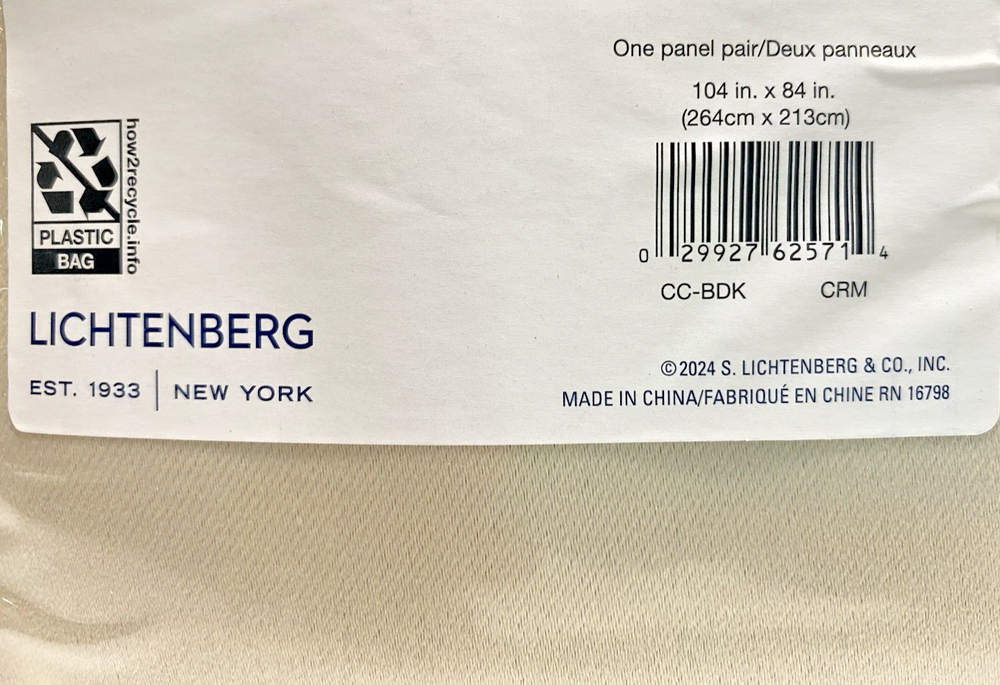 One panel pair/Deux panneaux
104 in. x 84 in.
(264cm x 213cm)
0 29927 62571 4
CC-BDK CRM
how2recycle.info
PLASTIC
BAG
LICHTENBERG
EST. 1933 | NEW YORK
©2024 S. LICHTENBERG & CO., INC.
MADE IN CHINA/FABRIQUÉ EN CHINE RN 16798